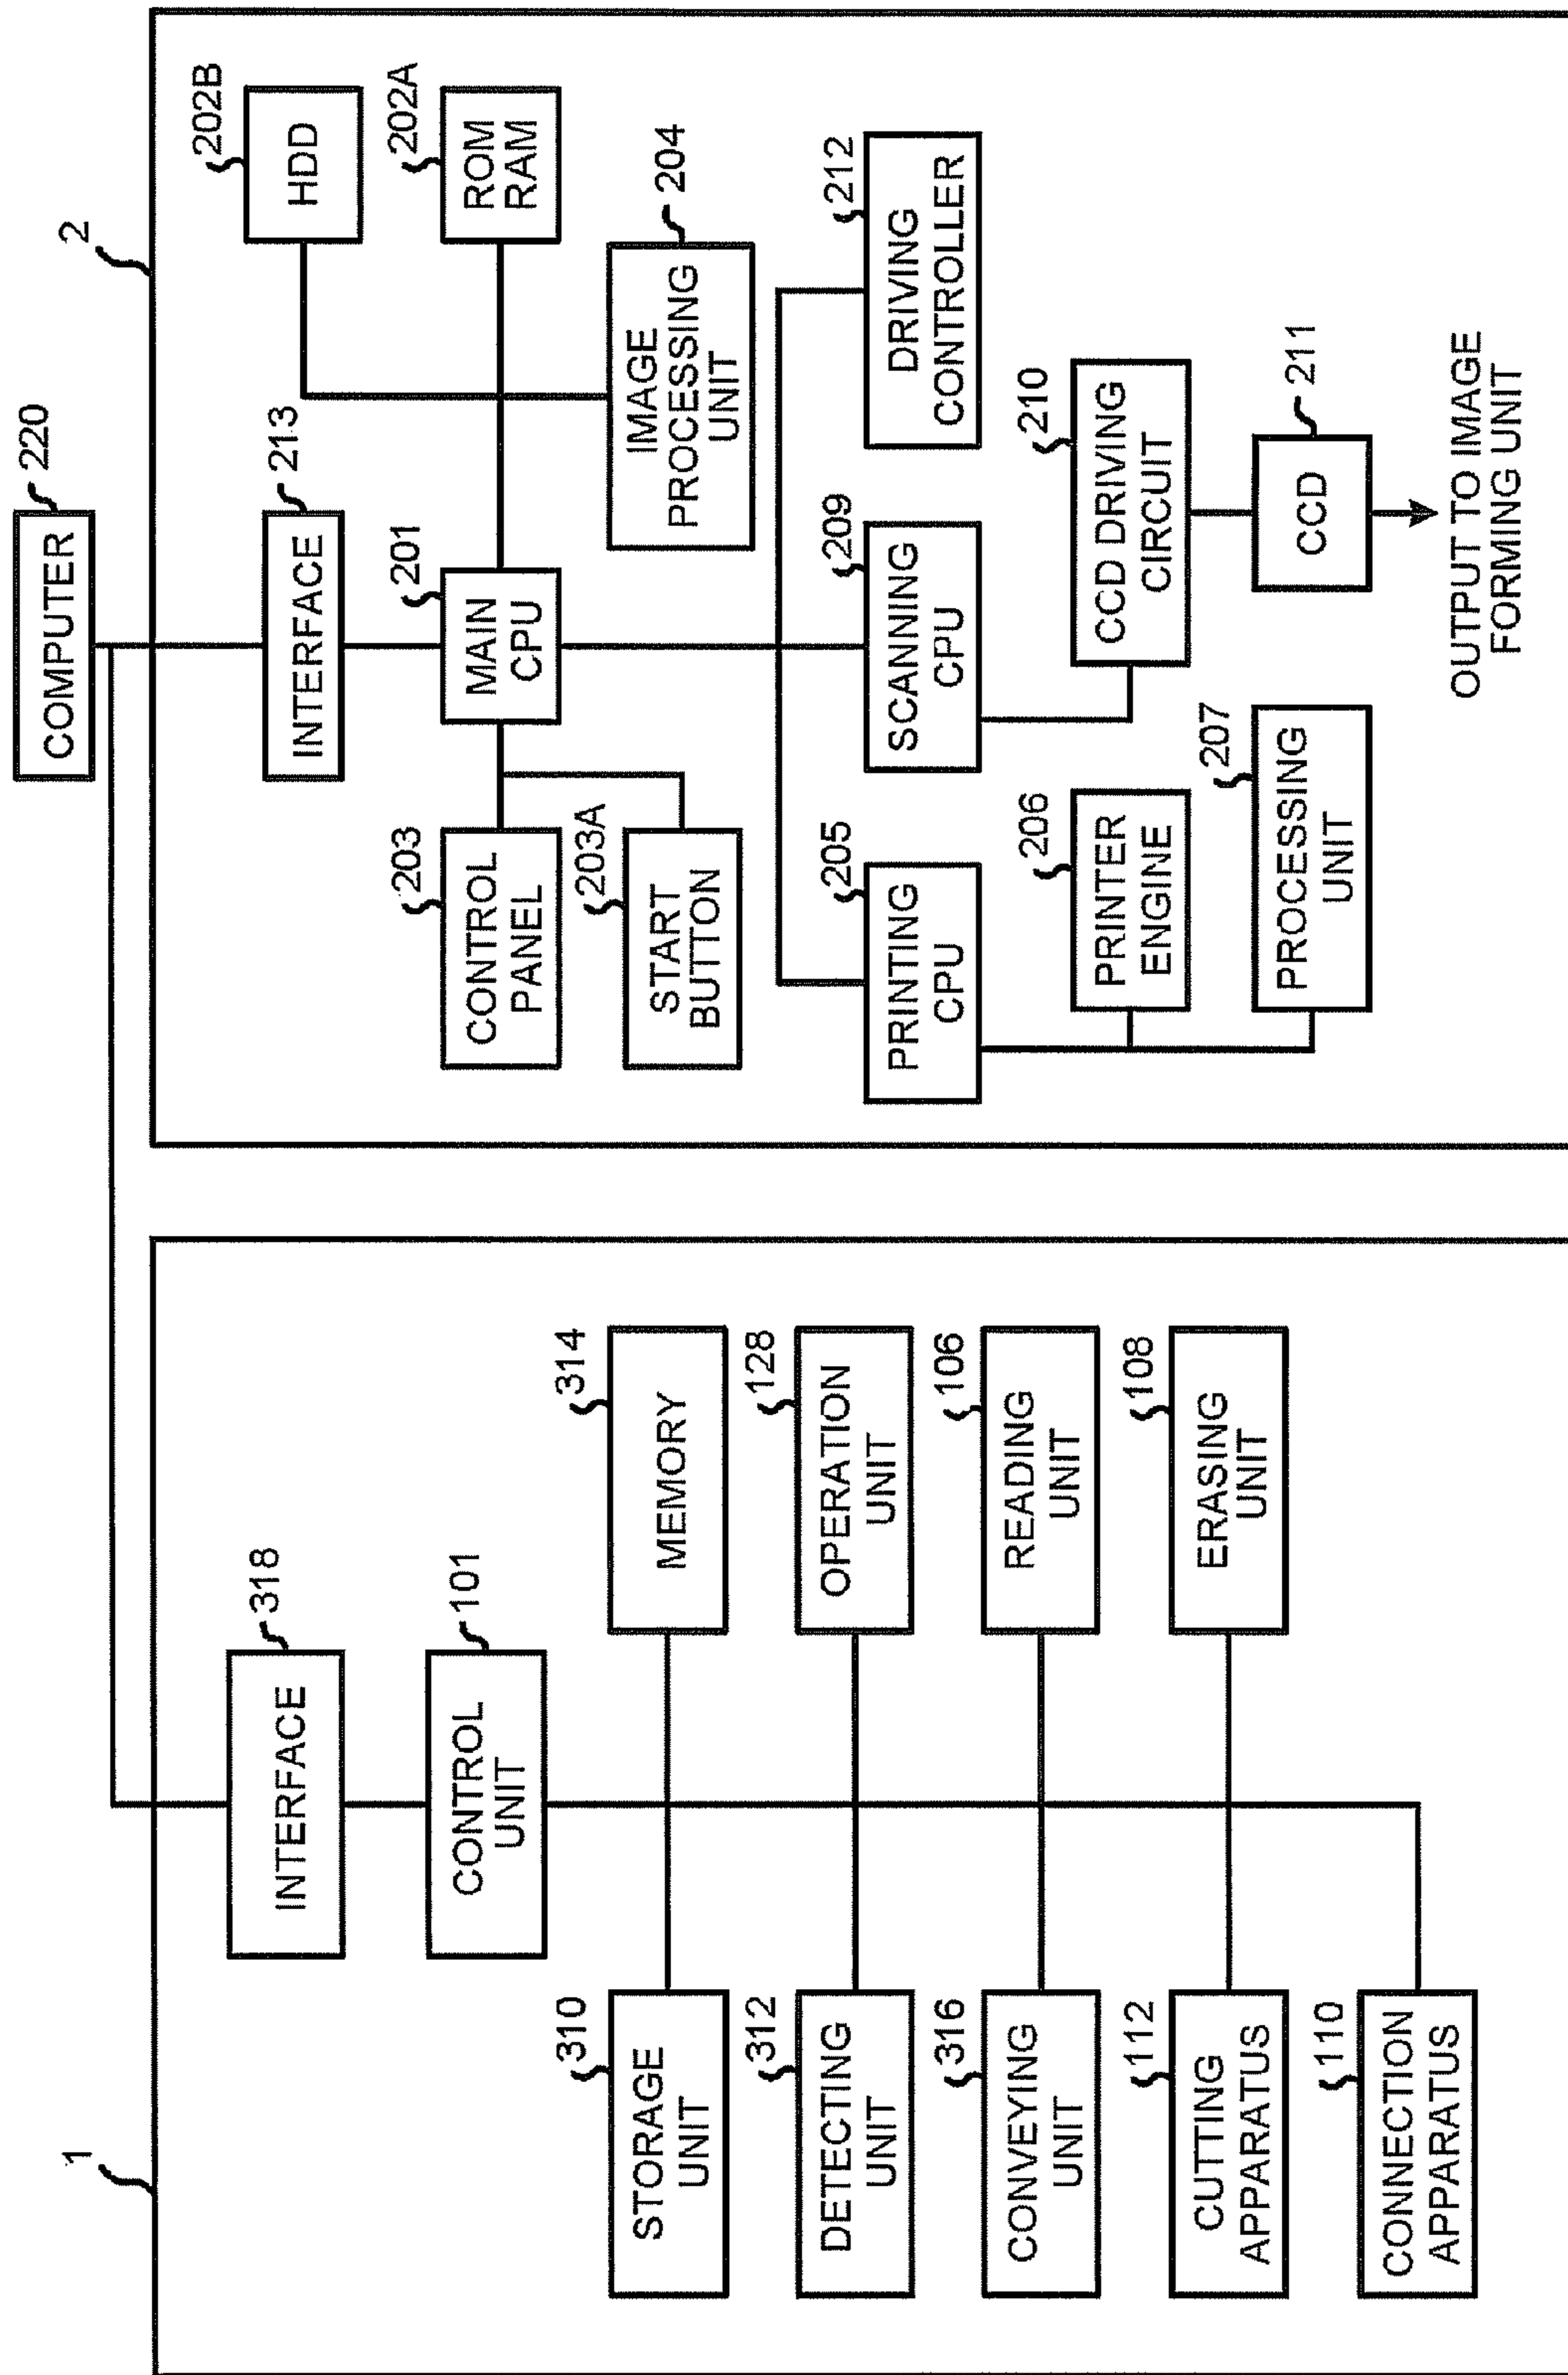 COMPUTER
220
1
INTERFACE
318
CONTROL
UNIT
101
STORAGE
UNIT
310
MEMORY
314
DETECTING
UNIT
312
OPERATION
UNIT
128
CONVEYING
UNIT
316
READING
UNIT
106
CUTTING
APPARATUS
112
ERASING
UNIT
108
CONNECTION
APPARATUS
110
2
INTERFACE
213
HDD
202B
CONTROL
PANEL
203
MAIN
CPU
201
ROM
RAM
202A
START
BUTTON
203A
IMAGE
PROCESSING
UNIT
204
PRINTING
CPU
205
SCANNING
CPU
209
DRIVING
CONTROLLER
212
PRINTER
ENGINE
206
CCD DRIVING
CIRCUIT
210
PROCESSING
UNIT
207
CCD
211
OUTPUT TO IMAGE
FORMING UNIT